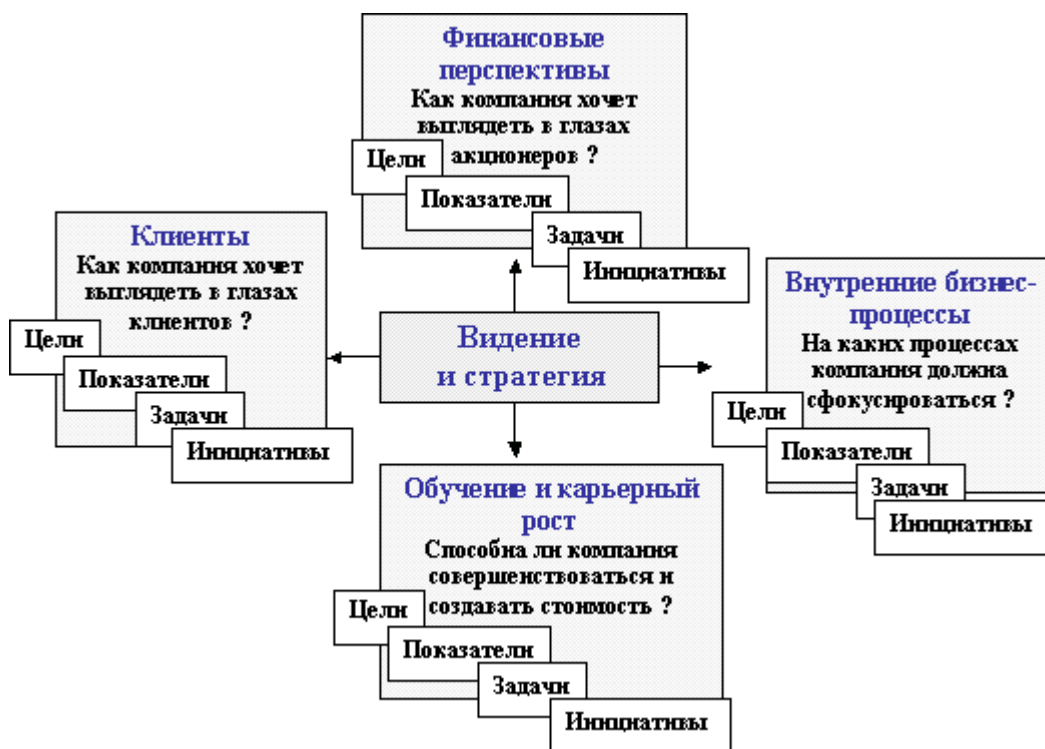 Финансовые
перспективы
Как компания хочет
выглядеть в глазах
акционеров ?
Цели
Показатели
Задачи
Инициативы
Клиенты
Как компания хочет
выглядеть в глазах
клиентов ?
Цели
Показатели
Задачи
Инициативы
Видение
и стратегия
Внутренние бизнес-
процессы
На каких процессах
компания должна
сфокусироваться ?
Цели
Показатели
Задачи
Инициативы
Обучение и карьерный
рост
Способна ли компания
совершенствоваться и
создавать стоимость ?
Цели
Показатели
Задачи
Инициативы